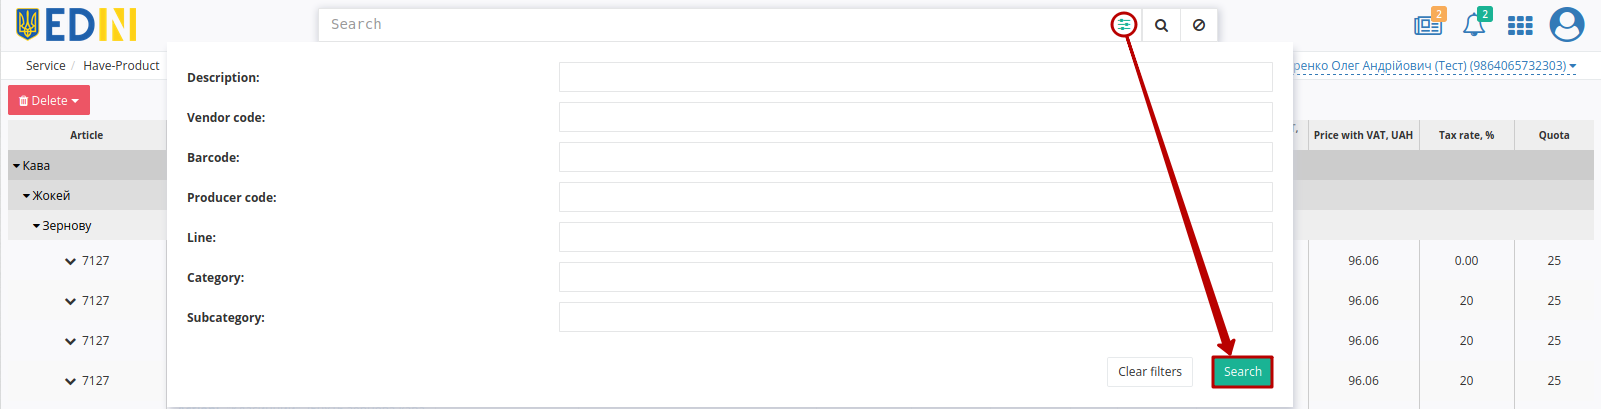 EDIN
Search
2
2
Service / Have-Product
ренко Олег Андрійович (Тест) (9864065732303)
Delete
Description:
Vendor code:
Barcode:
Producer code:
Line:
Category:
Subcategory:
Clear filters
Search
Article
Price with VAT, UAH
Tax rate, %
Quota
Кава
Жокей
Зернову
7127
96.06
0.00
25
7127
96.06
20
25
7127
96.06
20
25
7127
96.06
20
25